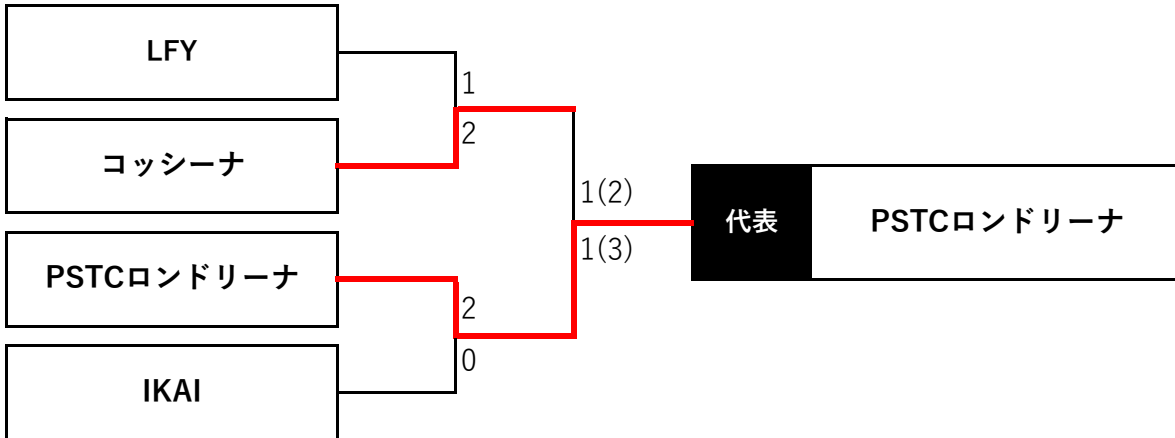 LFY
1
2
コッシーナ
1(2)
1(3)
代表
PSTCロンドリーナ
PSTCロンドリーナ
2
0
IKAI